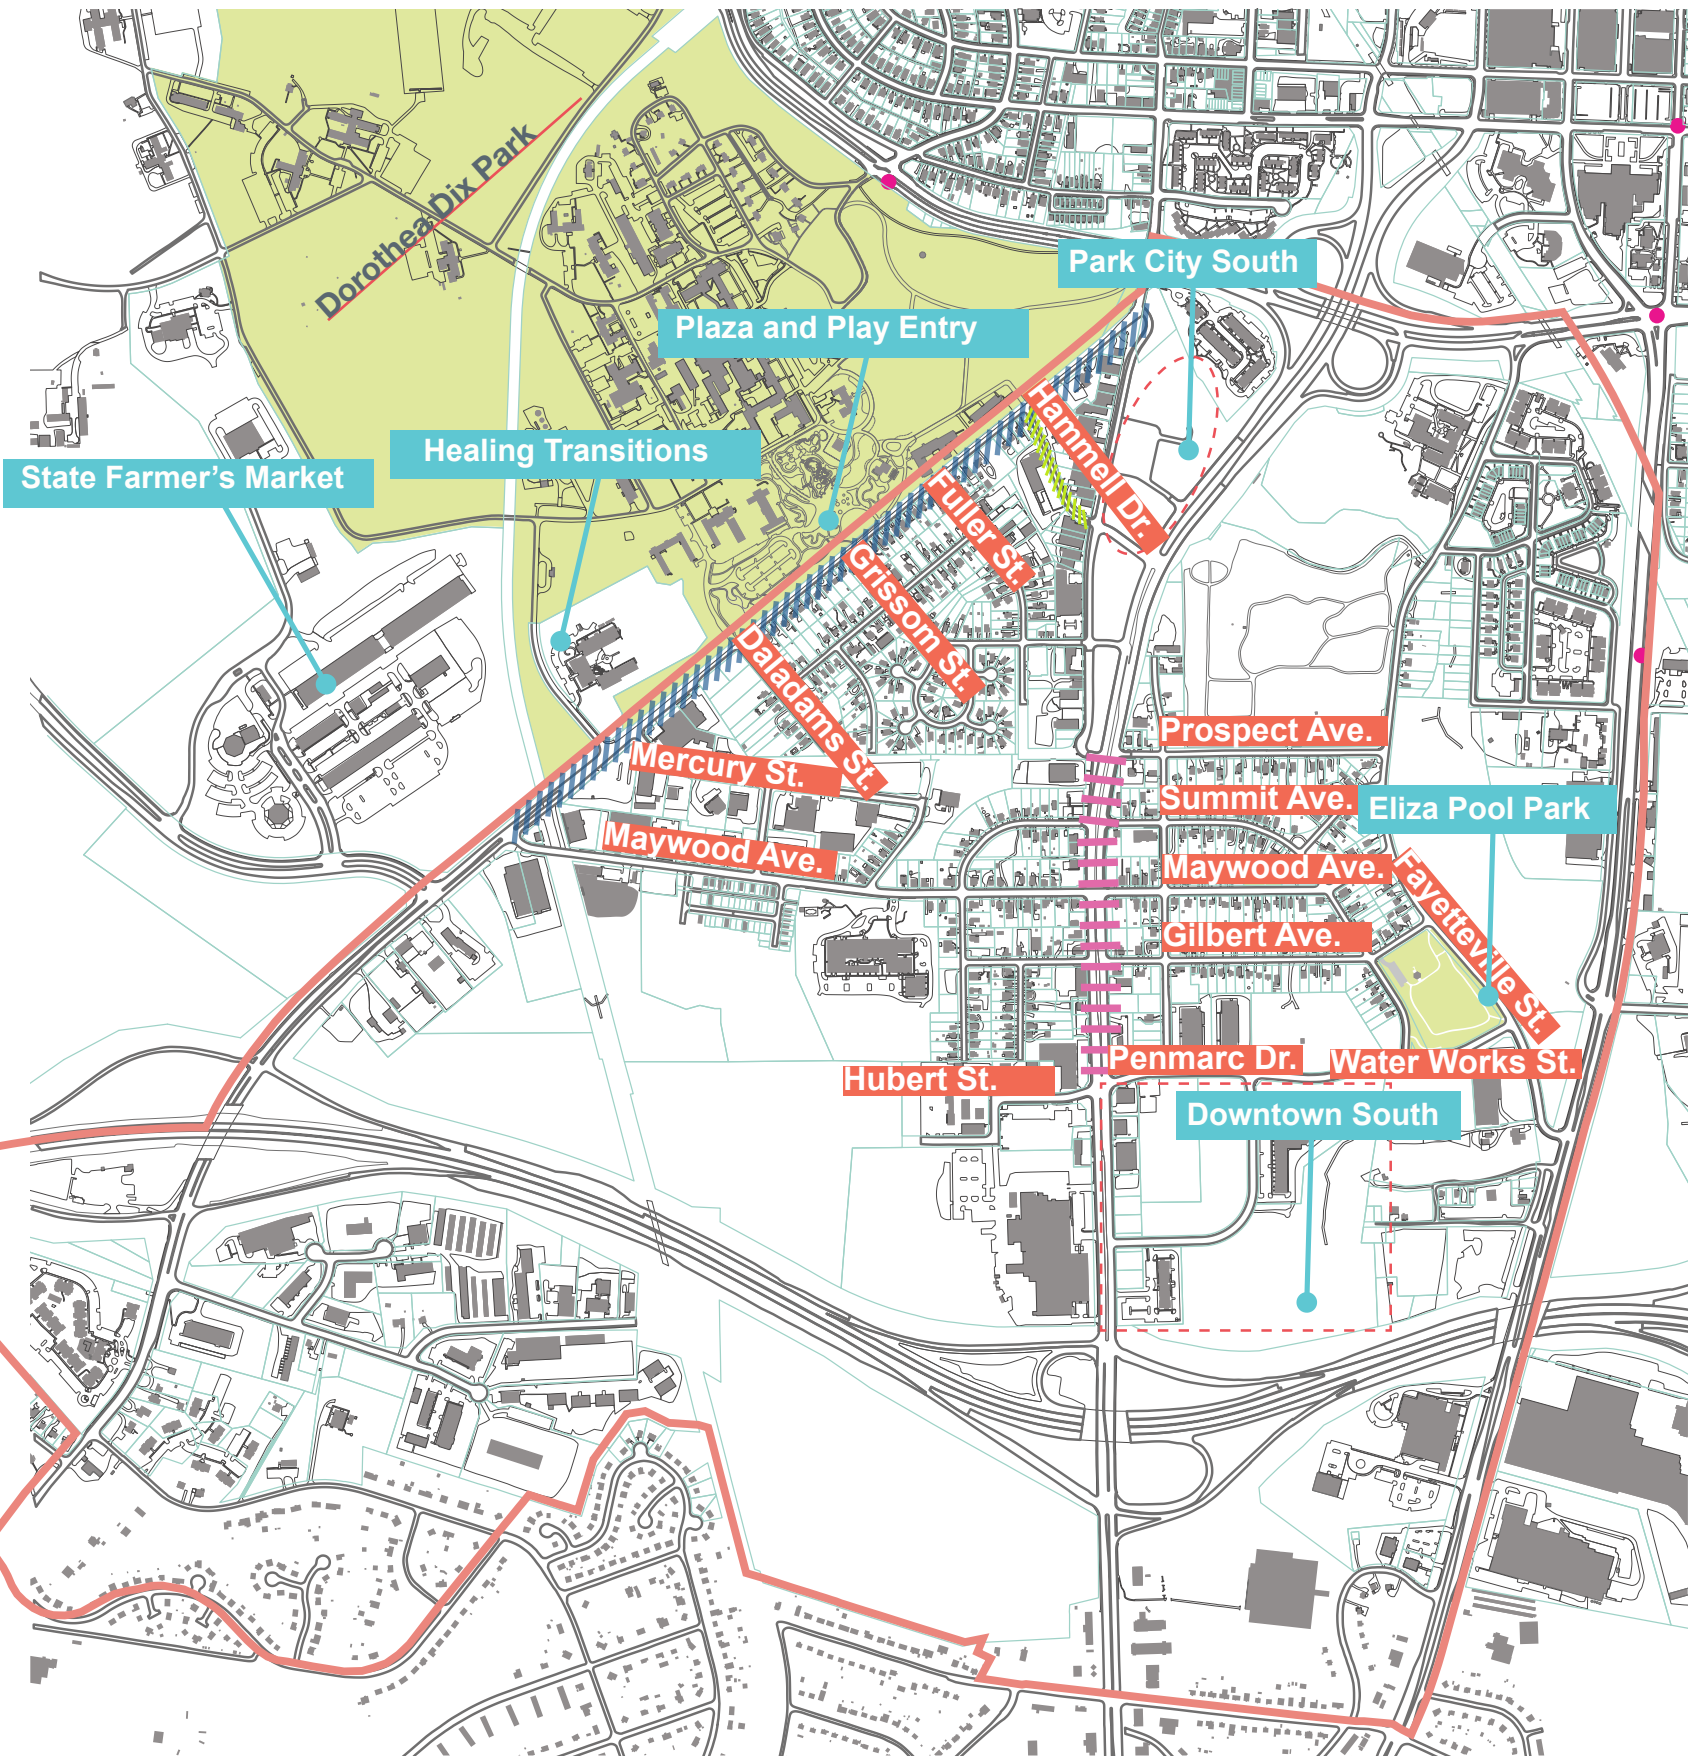 Dorothea Dix Park
Park City South
Plaza and Play Entry
Healing Transitions
State Farmer’s Market
Hammell Dr.
Fuller St.
Grissom St.
Daladams St.
Mercury St.
Maywood Ave.
Prospect Ave.
Summit Ave.
Eliza Pool Park
Maywood Ave.
Fayetteville St.
Gilbert Ave.
Penmarc Dr.
Water Works St.
Hubert St.
Downtown South